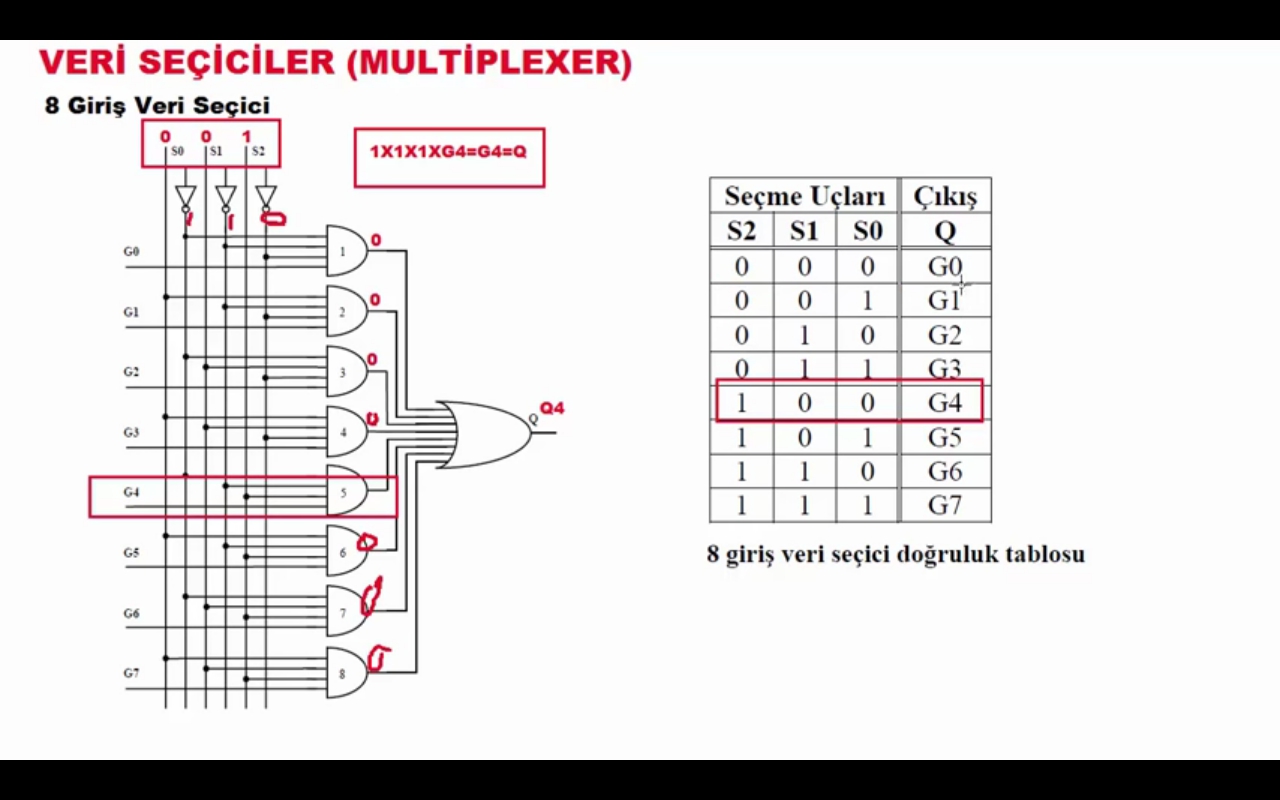 VERİ SEÇİCİLER (MULTİPLEXER)
8 Giriş Veri Seçici
0 0 1
S0 S1 S2
1X1X1XG4=G4=Q
1 1 0
G0 1 0
G1 2 0
G2 3 0
G3 4 0
Q Q4
G4 5
G5 6 0
G6 7 0
G7 8 0
Seçme Uçları Çıkış
S2 S1 S0 Q
0 0 0 G0
0 0 1 G1
0 1 0 G2
0 1 1 G3
1 0 0 G4
1 0 1 G5
1 1 0 G6
1 1 1 G7
8 giriş veri seçici doğruluk tablosu